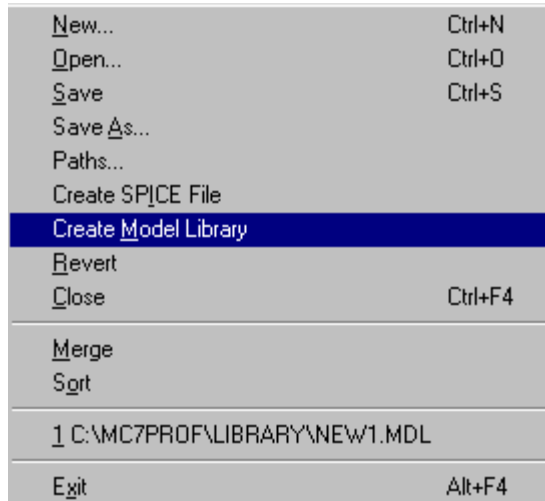 New... Ctrl+N
Open... Ctrl+O
Save Ctrl+S
Save As...
Paths...
Create SPICE File
Create Model Library
Revert
Close Ctrl+F4
Merge
Sort
1 C:\MC7PROF\LIBRARY\NEW1.MDL
Exit Alt+F4